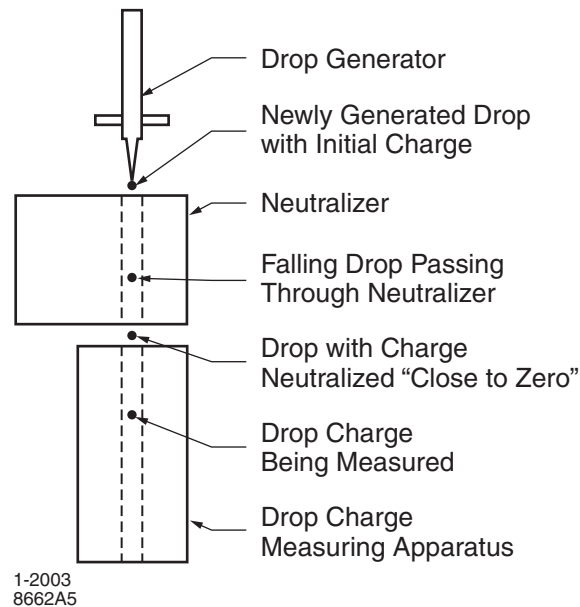 Drop Generator
Newly Generated Drop
with Initial Charge
Neutralizer
Falling Drop Passing
Through Neutralizer
Drop with Charge
Neutralized “Close to Zero”
Drop Charge
Being Measured
Drop Charge
Measuring Apparatus
1-2003
8662A5